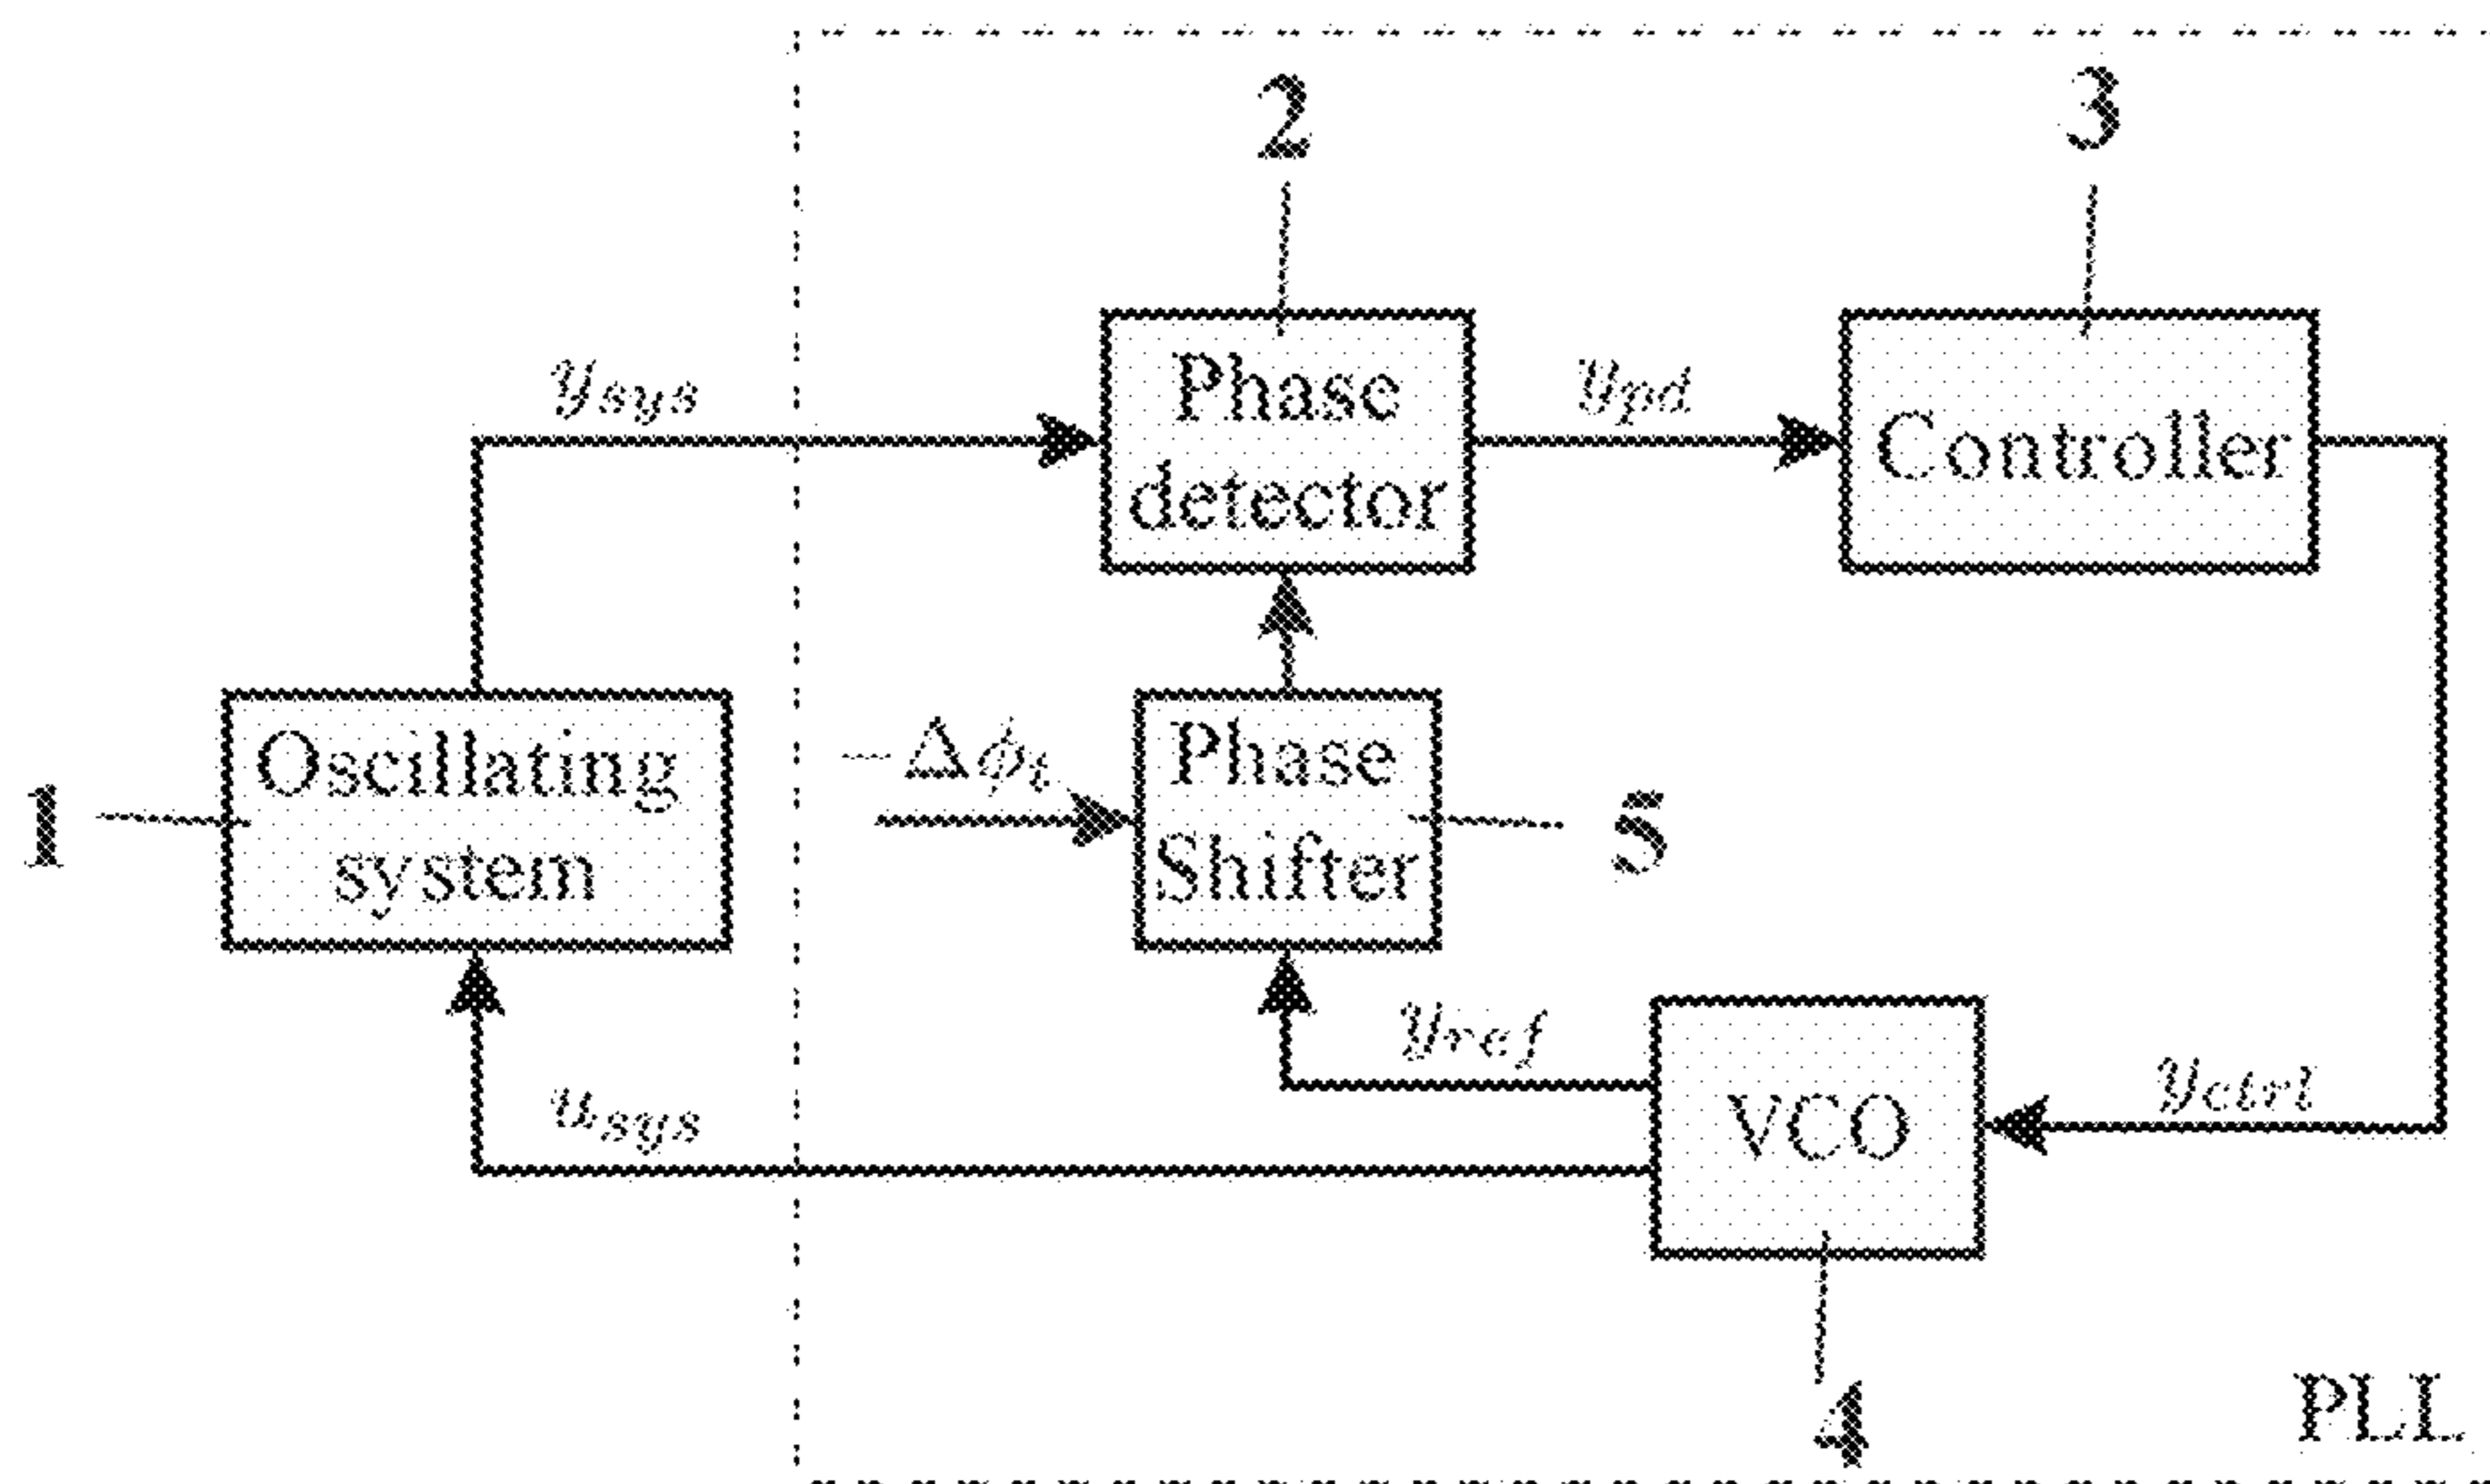 2
3
y_sys
Phase
detector
y_pd
Controller
1
Oscillating
system
−Δϕ_t
Phase
Shifter
5
y_ref
u_sys
VCO
y_ctrl
4
PLL